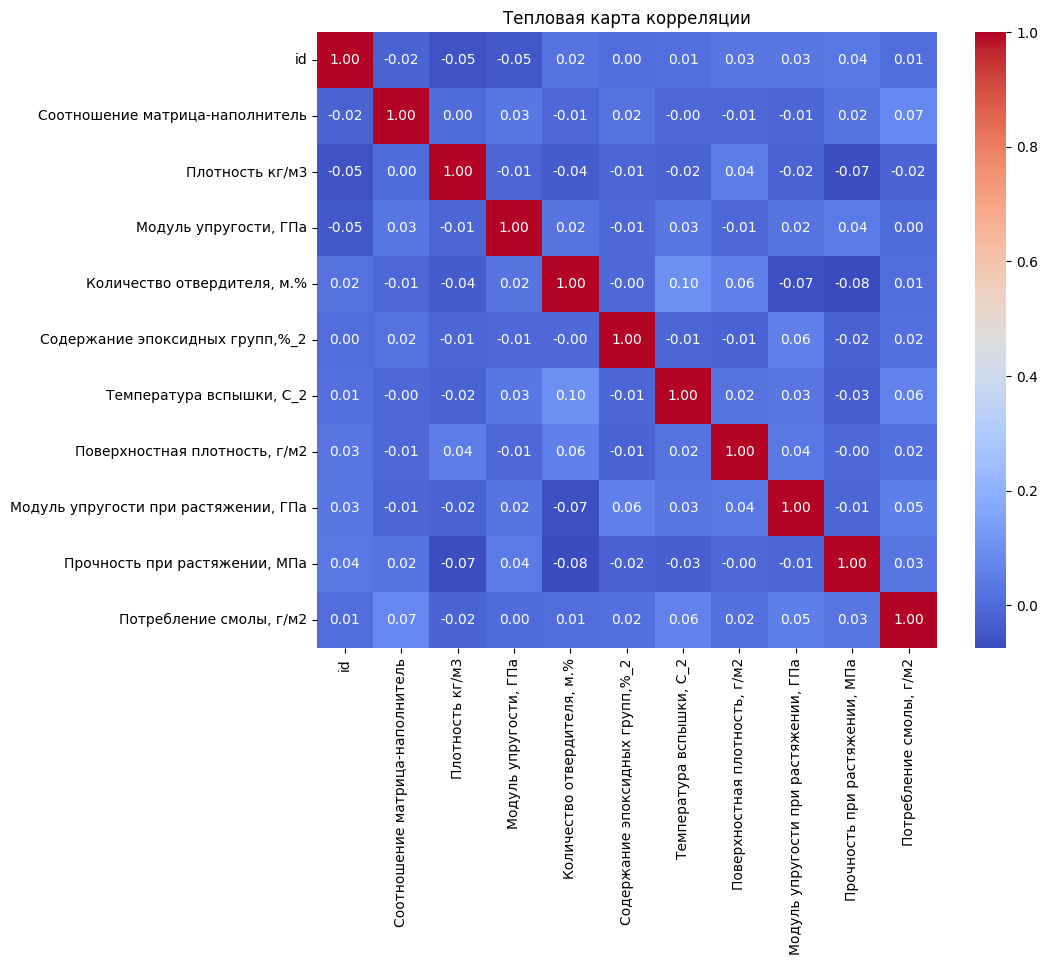 Тепловая карта корреляции
id 1.00 -0.02 -0.05 -0.05 0.02 0.00 0.01 0.03 0.03 0.04 0.01
Соотношение матрица-наполнитель -0.02 1.00 0.00 0.03 -0.01 0.02 -0.00 -0.01 -0.01 0.02 0.07
Плотность кг/м3 -0.05 0.00 1.00 -0.01 -0.04 -0.01 -0.02 0.04 -0.02 -0.07 -0.02
Модуль упругости, ГПа -0.05 0.03 -0.01 1.00 0.02 -0.01 0.03 -0.01 0.02 0.04 0.00
Количество отвердителя, м.% 0.02 -0.01 -0.04 0.02 1.00 -0.00 0.10 0.06 -0.07 -0.08 0.01
Содержание эпоксидных групп,%_2 0.00 0.02 -0.01 -0.01 -0.00 1.00 -0.01 -0.01 0.06 -0.02 0.02
Температура вспышки, С_2 0.01 -0.00 -0.02 0.03 0.10 -0.01 1.00 0.02 0.03 -0.03 0.06
Поверхностная плотность, г/м2 0.03 -0.01 0.04 -0.01 0.06 -0.01 0.02 1.00 0.04 -0.00 0.02
Модуль упругости при растяжении, ГПа 0.03 -0.01 -0.02 0.02 -0.07 0.06 0.03 0.04 1.00 -0.01 0.05
Прочность при растяжении, МПа 0.04 0.02 -0.07 0.04 -0.08 -0.02 -0.03 -0.00 -0.01 1.00 0.03
Потребление смолы, г/м2 0.01 0.07 -0.02 0.00 0.01 0.02 0.06 0.02 0.05 0.03 1.00
id
Соотношение матрица-наполнитель
Плотность кг/м3
Модуль упругости, ГПа
Количество отвердителя, м.%
Содержание эпоксидных групп,%_2
Температура вспышки, С_2
Поверхностная плотность, г/м2
Модуль упругости при растяжении, ГПа
Прочность при растяжении, МПа
Потребление смолы, г/м2
1.0
0.8
0.6
0.4
0.2
0.0